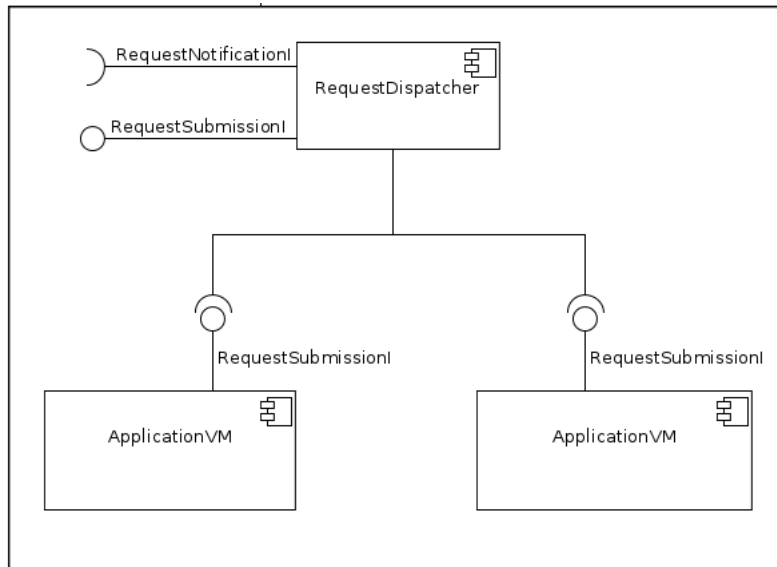 RequestNotificationI
RequestDispatcher
RequestSubmissionI
RequestSubmissionI
RequestSubmissionI
ApplicationVM
ApplicationVM